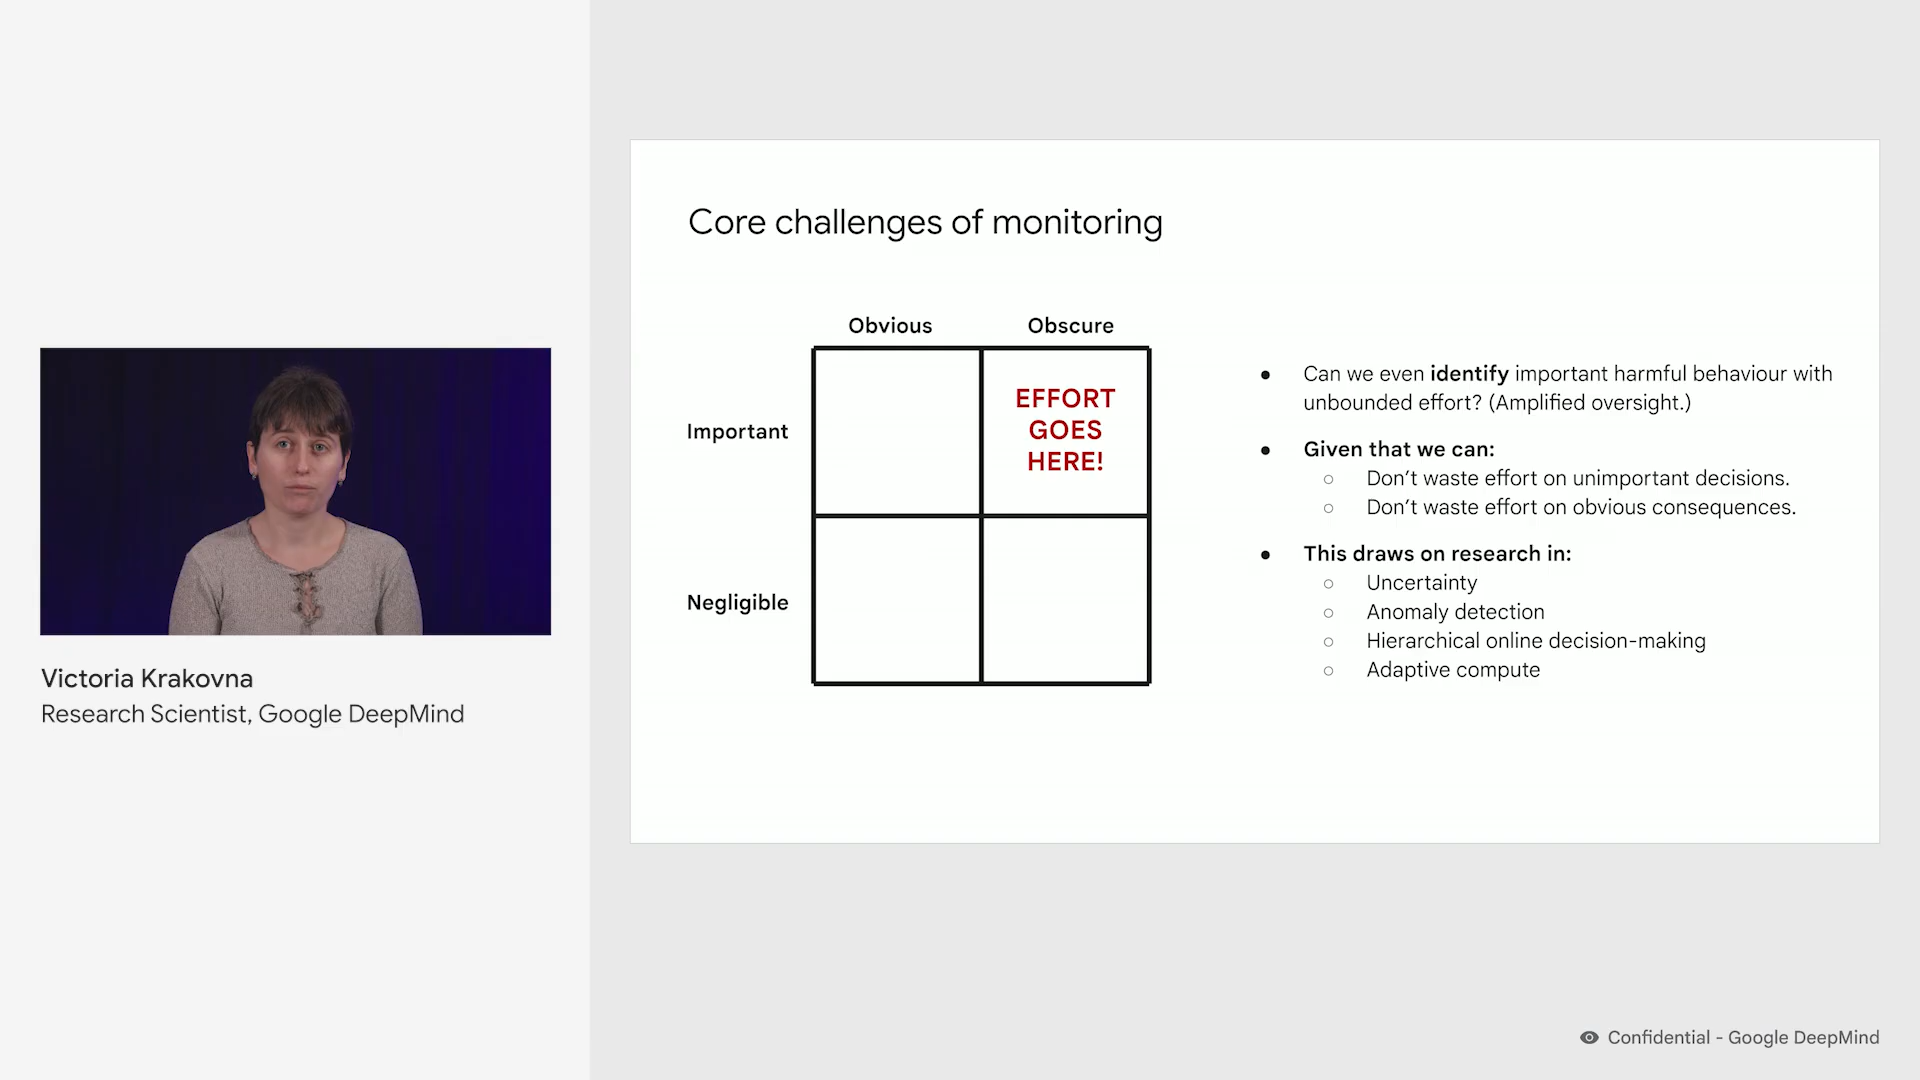 Victoria Krakovna
Research Scientist, Google DeepMind
Core challenges of monitoring
Obvious
Obscure
Important
EFFORT
GOES
HERE!
Negligible
● Can we even identify important harmful behaviour with
unbounded effort? (Amplified oversight.)
● Given that we can:
○ Don’t waste effort on unimportant decisions.
○ Don’t waste effort on obvious consequences.
● This draws on research in:
○ Uncertainty
○ Anomaly detection
○ Hierarchical online decision-making
○ Adaptive compute
Confidential - Google DeepMind